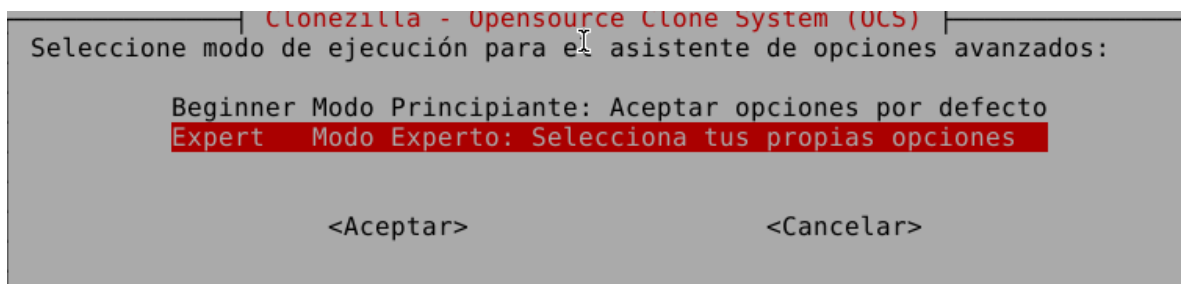 Clonezilla - Opensource Clone System (OCS)
Seleccione modo de ejecución para el asistente de opciones avanzados:
Beginner Modo Principiante: Aceptar opciones por defecto
Expert Modo Experto: Selecciona tus propias opciones
<Aceptar> <Cancelar>